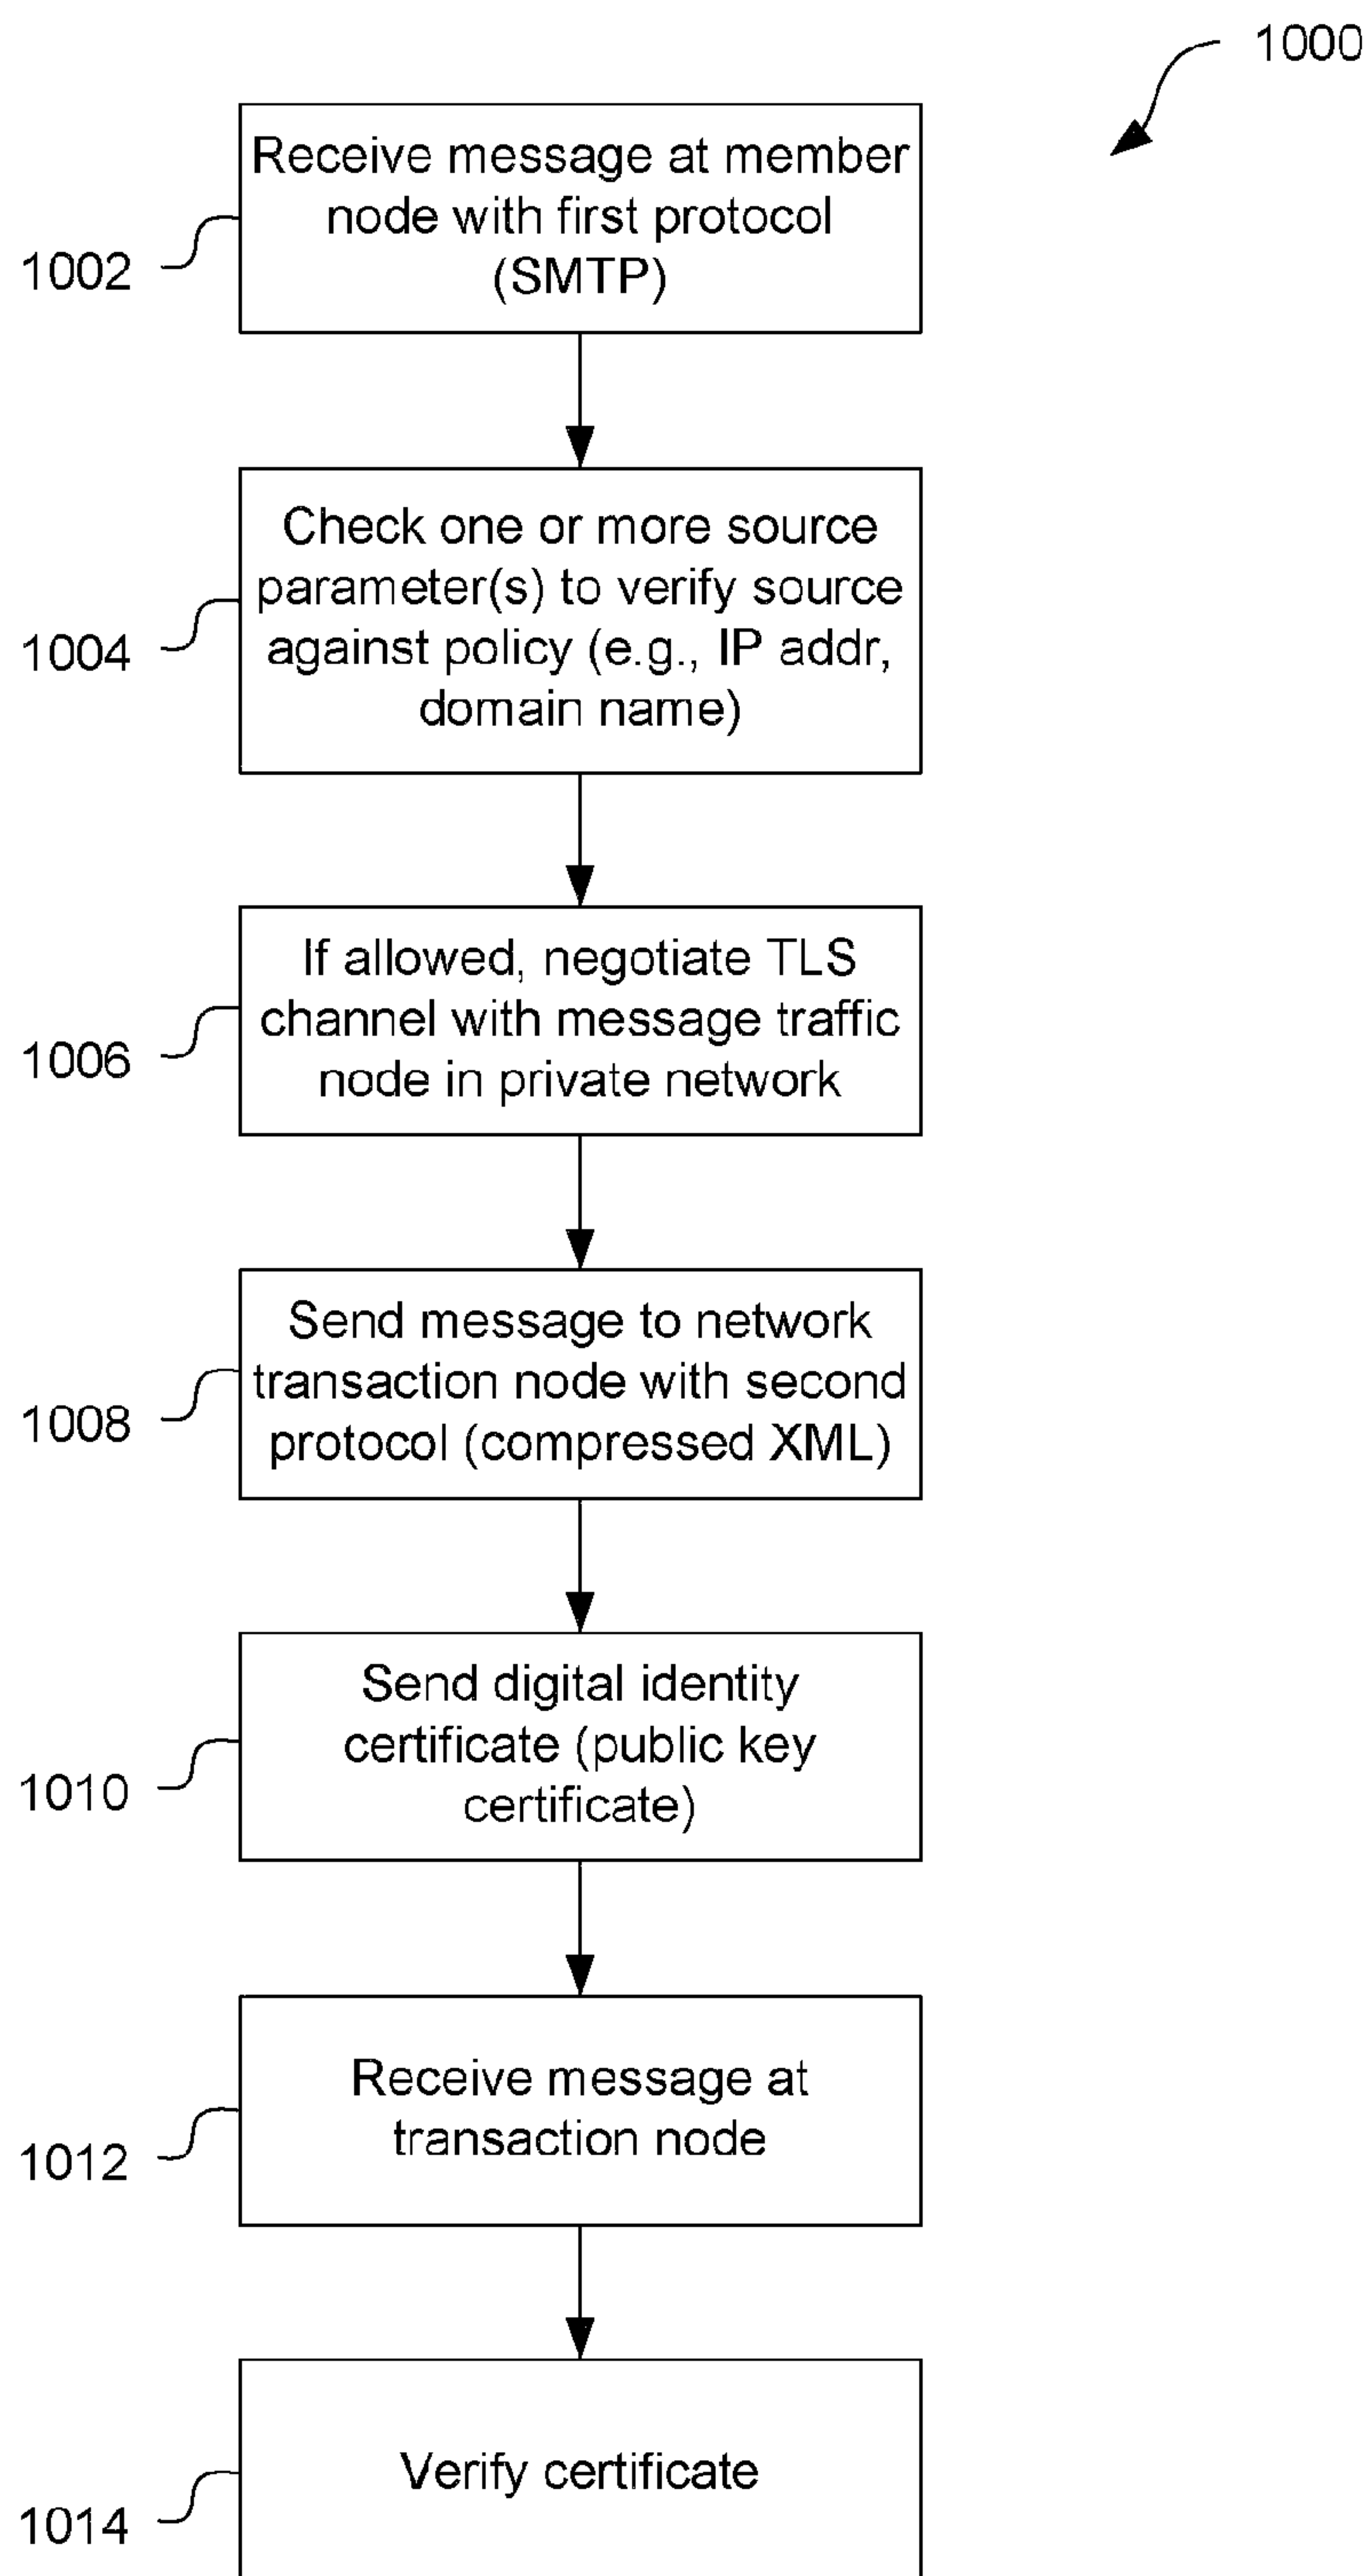 1000
Receive message at member
node with first protocol
(SMTP)
1002
Check one or more source
parameter(s) to verify source
against policy (e.g., IP addr,
domain name)
1004
If allowed, negotiate TLS
channel with message traffic
node in private network
1006
Send message to network
transaction node with second
protocol (compressed XML)
1008
Send digital identity
certificate (public key
certificate)
1010
Receive message at
transaction node
1012
Verify certificate
1014